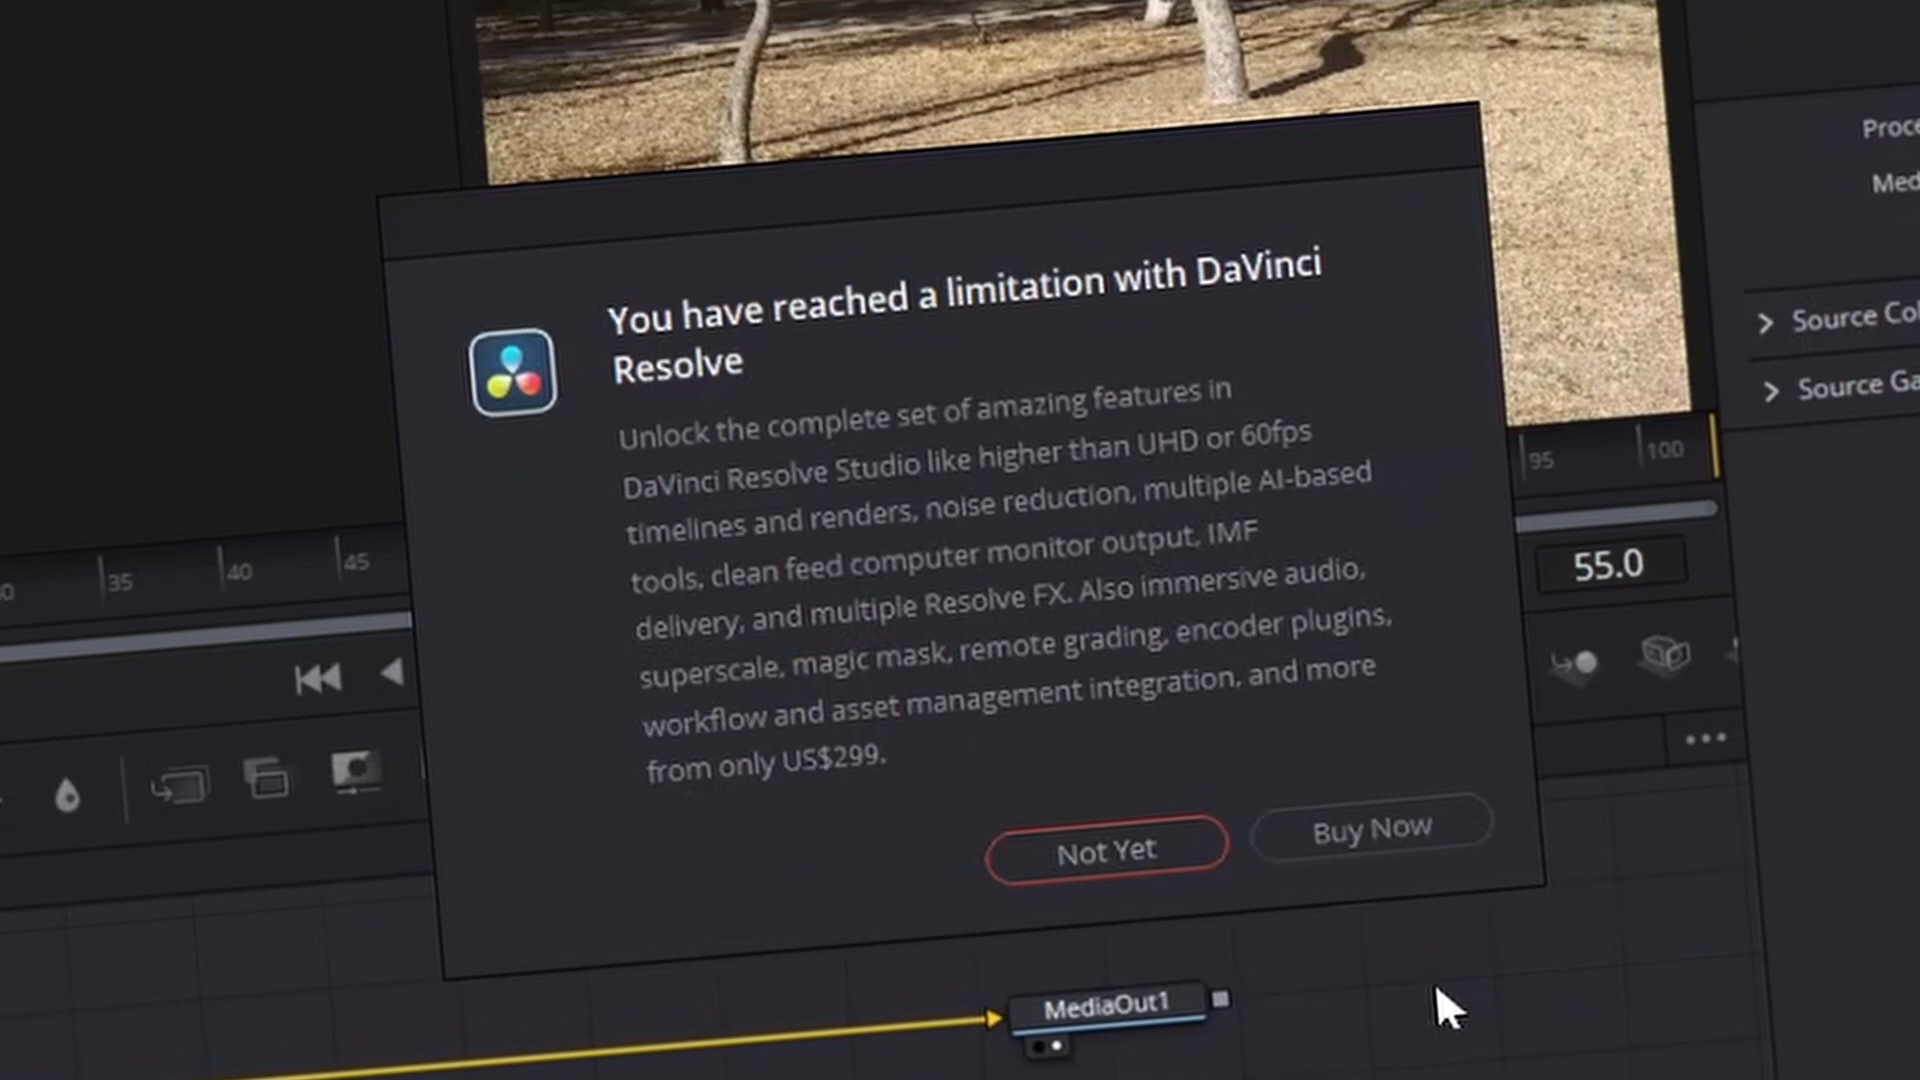 Proce
Med
You have reached a limitation with DaVinci
Resolve
Source Col
Source Ga
Unlock the complete set of amazing features in
DaVinci Resolve Studio like higher than UHD or 60fps
timelines and renders, noise reduction, multiple AI-based
tools, clean feed computer monitor output, IMF
delivery, and multiple Resolve FX. Also immersive audio,
superscale, magic mask, remote grading, encoder plugins,
workflow and asset management integration, and more
from only US$299.
35 40 45 95 100
55.0
Not Yet
Buy Now
MediaOut1